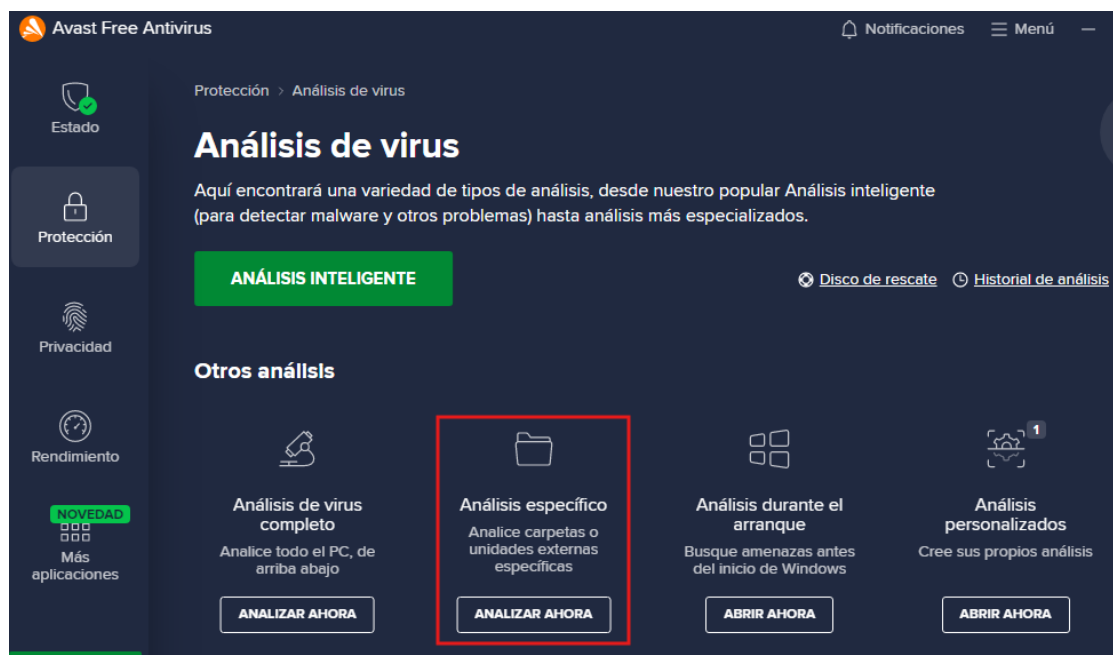 Avast Free Antivirus
Notificaciones
Menú
Estado
Protección
Privacidad
Rendimiento
NOVEDAD
Más
aplicaciones
Protección > Análisis de virus
Análisis de virus
Aquí encontrará una variedad de tipos de análisis, desde nuestro popular Análisis inteligente
(para detectar malware y otros problemas) hasta análisis más especializados.
ANÁLISIS INTELIGENTE
Disco de rescate
Historial de análisis
Otros análisis
Análisis de virus
completo
Analice todo el PC, de
arriba abajo
ANALIZAR AHORA
Análisis específico
Analice carpetas o
unidades externas
específicas
ANALIZAR AHORA
Análisis durante el
arranque
Busque amenazas antes
del inicio de Windows
ABRIR AHORA
1
Análisis
personalizados
Cree sus propios análisis
ABRIR AHORA